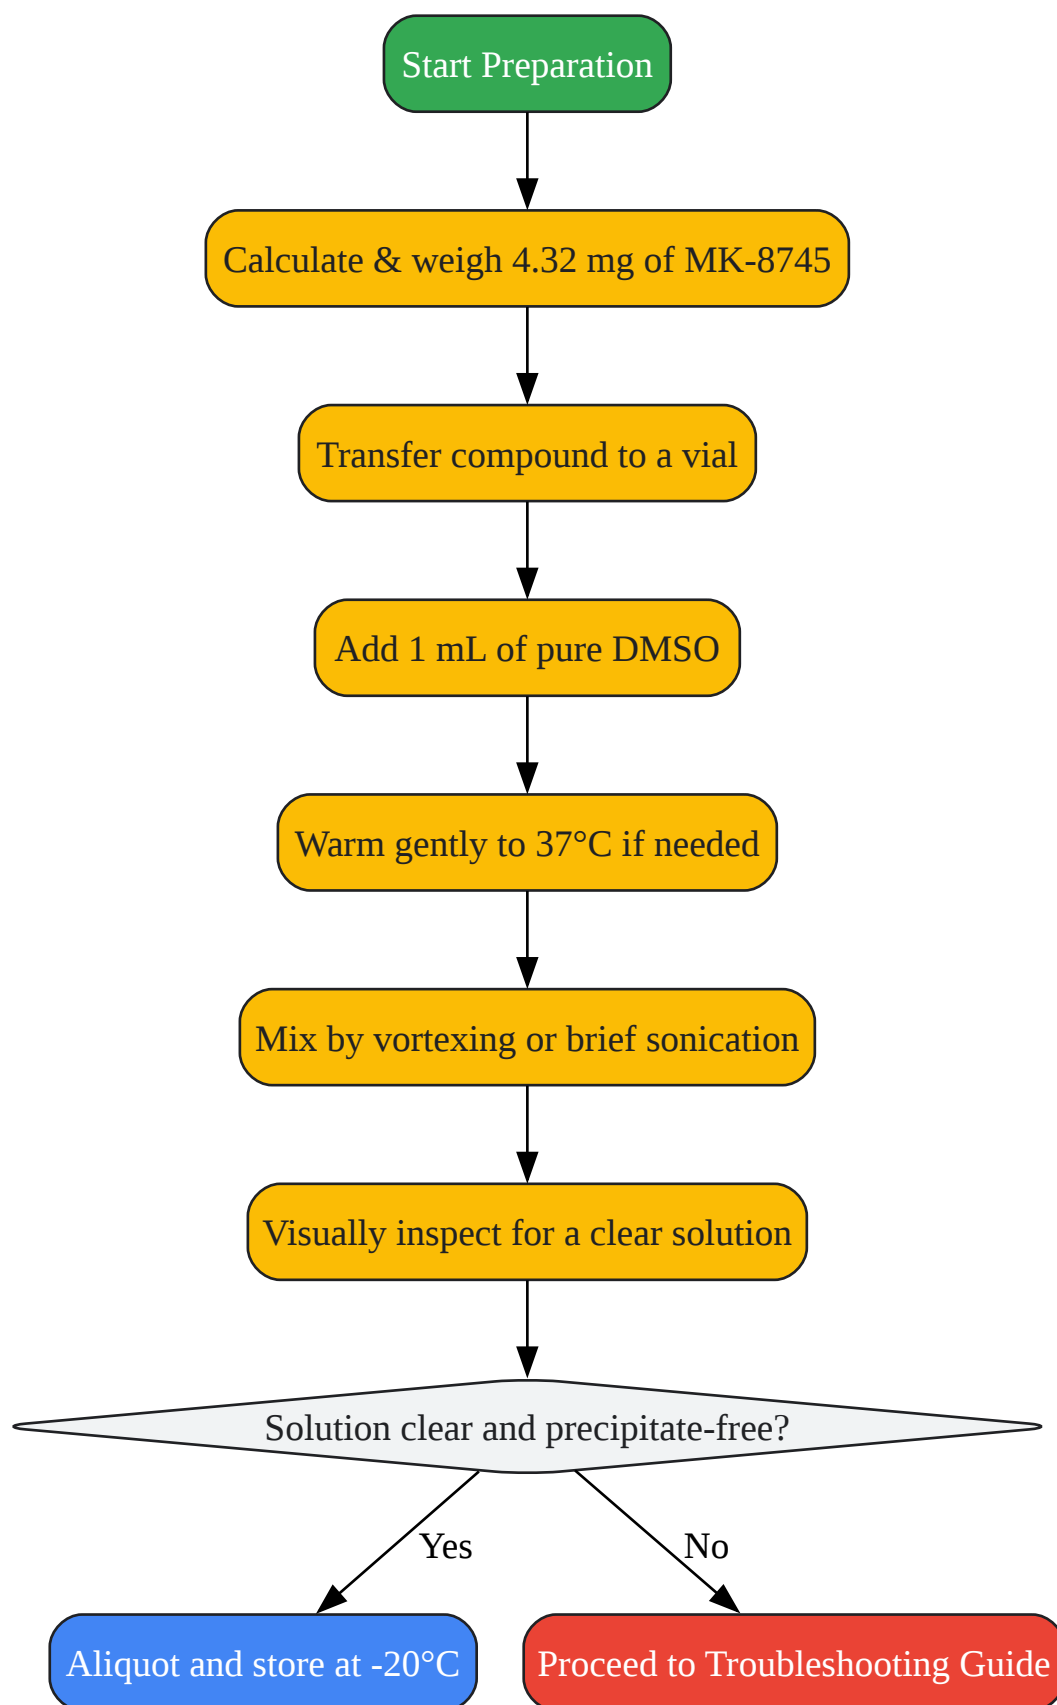 Start Preparation
Calculate & weigh 4.32 mg of MK-8745
Transfer compound to a vial
Add 1 mL of pure DMSO
Warm gently to 37°C if needed
Mix by vortexing or brief sonication
Visually inspect for a clear solution
Solution clear and precipitate-free?
Yes
No
Aliquot and store at -20°C
Proceed to Troubleshooting Guide